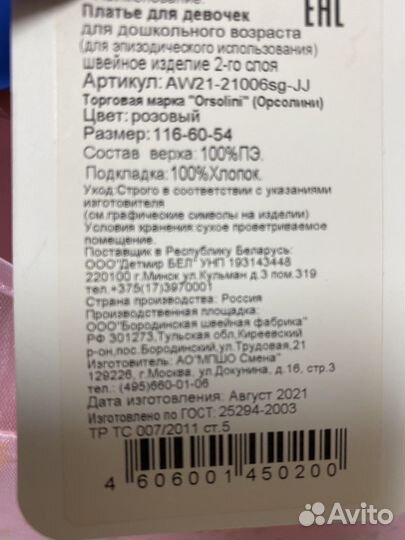 Платье для девочек
EAC
для дошкольного возраста
(для эпизодического использования)
швейное изделие 2-го слоя
Артикул: AW21-21006sg-JJ
Торговая марка "Orsolini" (Орсолини)
Цвет: розовый
Размер: 116-60-54
Состав верха: 100%ПЭ.
Подкладка: 100%Хлопок.
Уход:Строго в соответствии с указаниями
изготовителя
(см.графические символы на изделии)
Условия хранения:сухое проветриваемое
помещение.
Поставщик в Республику Беларусь:
ООО"Детмир БЕЛ" УНП 193143448
220100 г.Минск ул.Кульман д.3 пом.319
тел.+375(17)3970001
Страна производства: Россия
Производственная площадка:
ООО"Бородинская швейная фабрика"
РФ 301273,Тульская обл.Киреевский
р-он,пос.Бородинский,ул.Трудовая,21
Изготовитель: АО"МПШО Смена"
129226, г.Москва, ул.Докунина, д.16, стр.3
тел.: (495)660-01-06
Дата изготовления: Август 2021
Изготовлено по ГОСТ: 25294-2003
ТР ТС 007/2011 ст.5
4 606001 450200
Avito